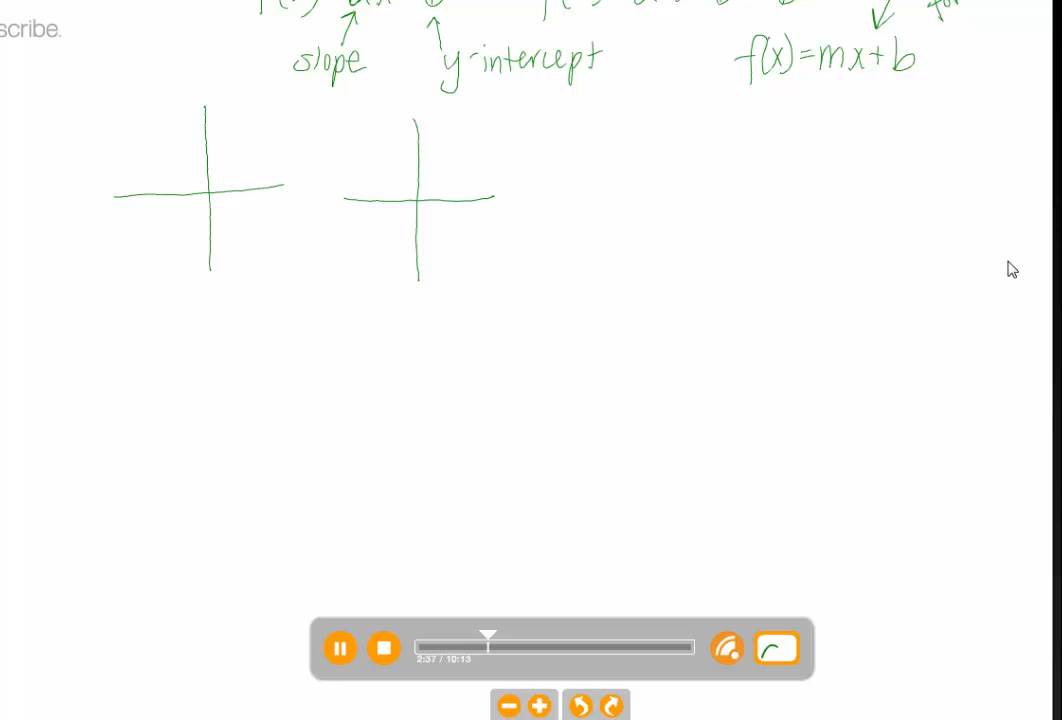 scribe.
slope y-intercept f(x)=mx+b
2:37 / 10:13